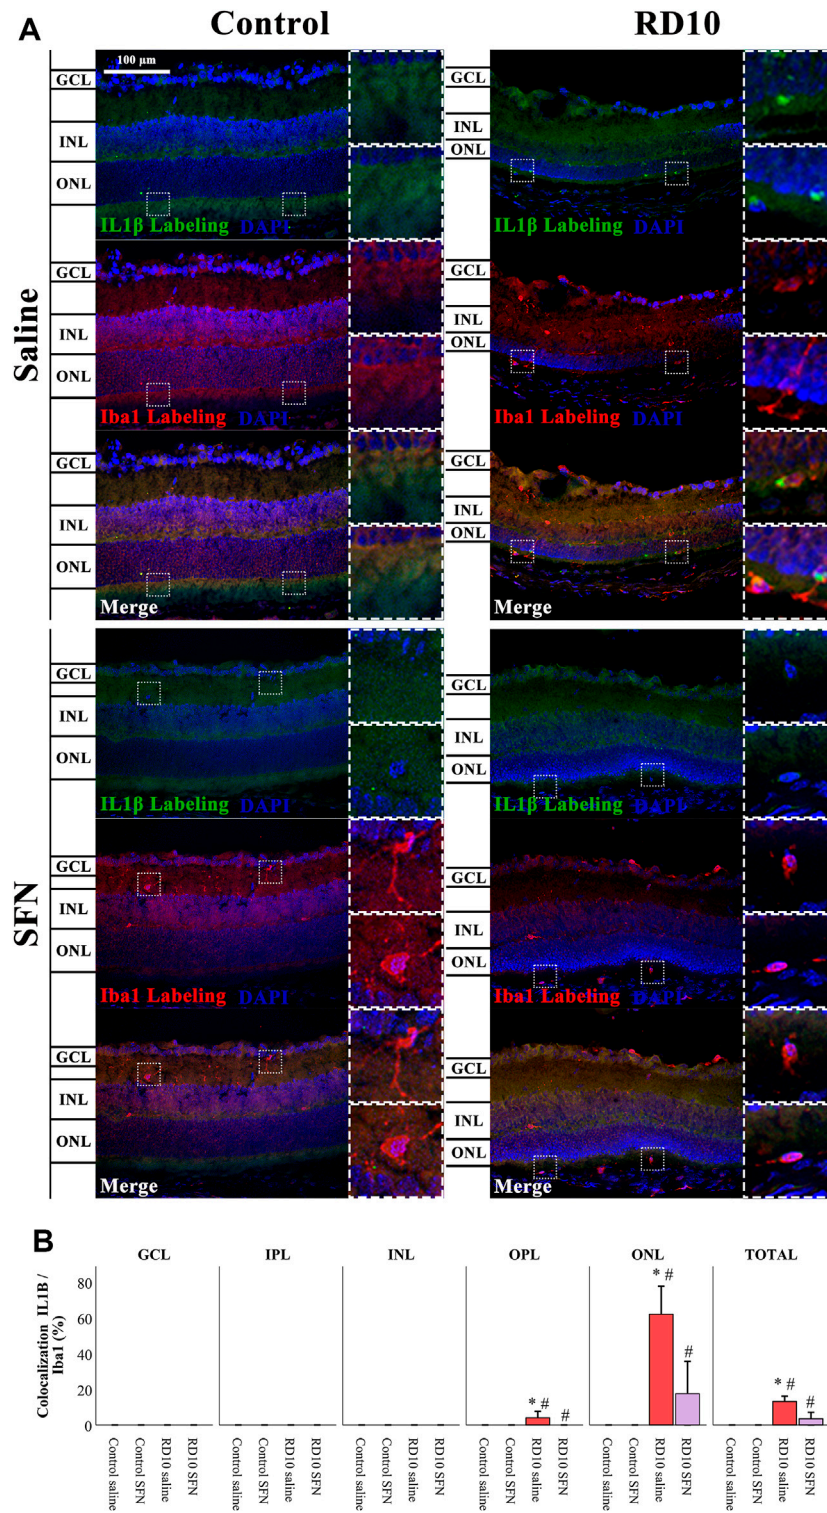 A
Control
RD10
Saline
100 µm
GCL
INL
ONL
IL1β Labeling DAPI
GCL
INL
ONL
IL1β Labeling DAPI
GCL
INL
ONL
Iba1 Labeling DAPI
GCL
INL
ONL
Iba1 Labeling DAPI
GCL
INL
ONL
Merge
GCL
INL
ONL
Merge
SFN
GCL
INL
ONL
IL1β Labeling DAPI
GCL
INL
ONL
IL1β Labeling DAPI
GCL
INL
ONL
Iba1 Labeling DAPI
GCL
INL
ONL
Iba1 Labeling DAPI
GCL
INL
ONL
Merge
GCL
INL
ONL
Merge
B
GCL IPL INL OPL ONL TOTAL
Colocalization IL1B /
Iba1 (%)
80
60
40
20
0
* #
#
* #
#
* #
#
Control saline
Control SFN
RD10 saline
RD10 SFN
Control saline
Control SFN
RD10 saline
RD10 SFN
Control saline
Control SFN
RD10 saline
RD10 SFN
Control saline
Control SFN
RD10 saline
RD10 SFN
Control saline
Control SFN
RD10 saline
RD10 SFN
Control saline
Control SFN
RD10 saline
RD10 SFN